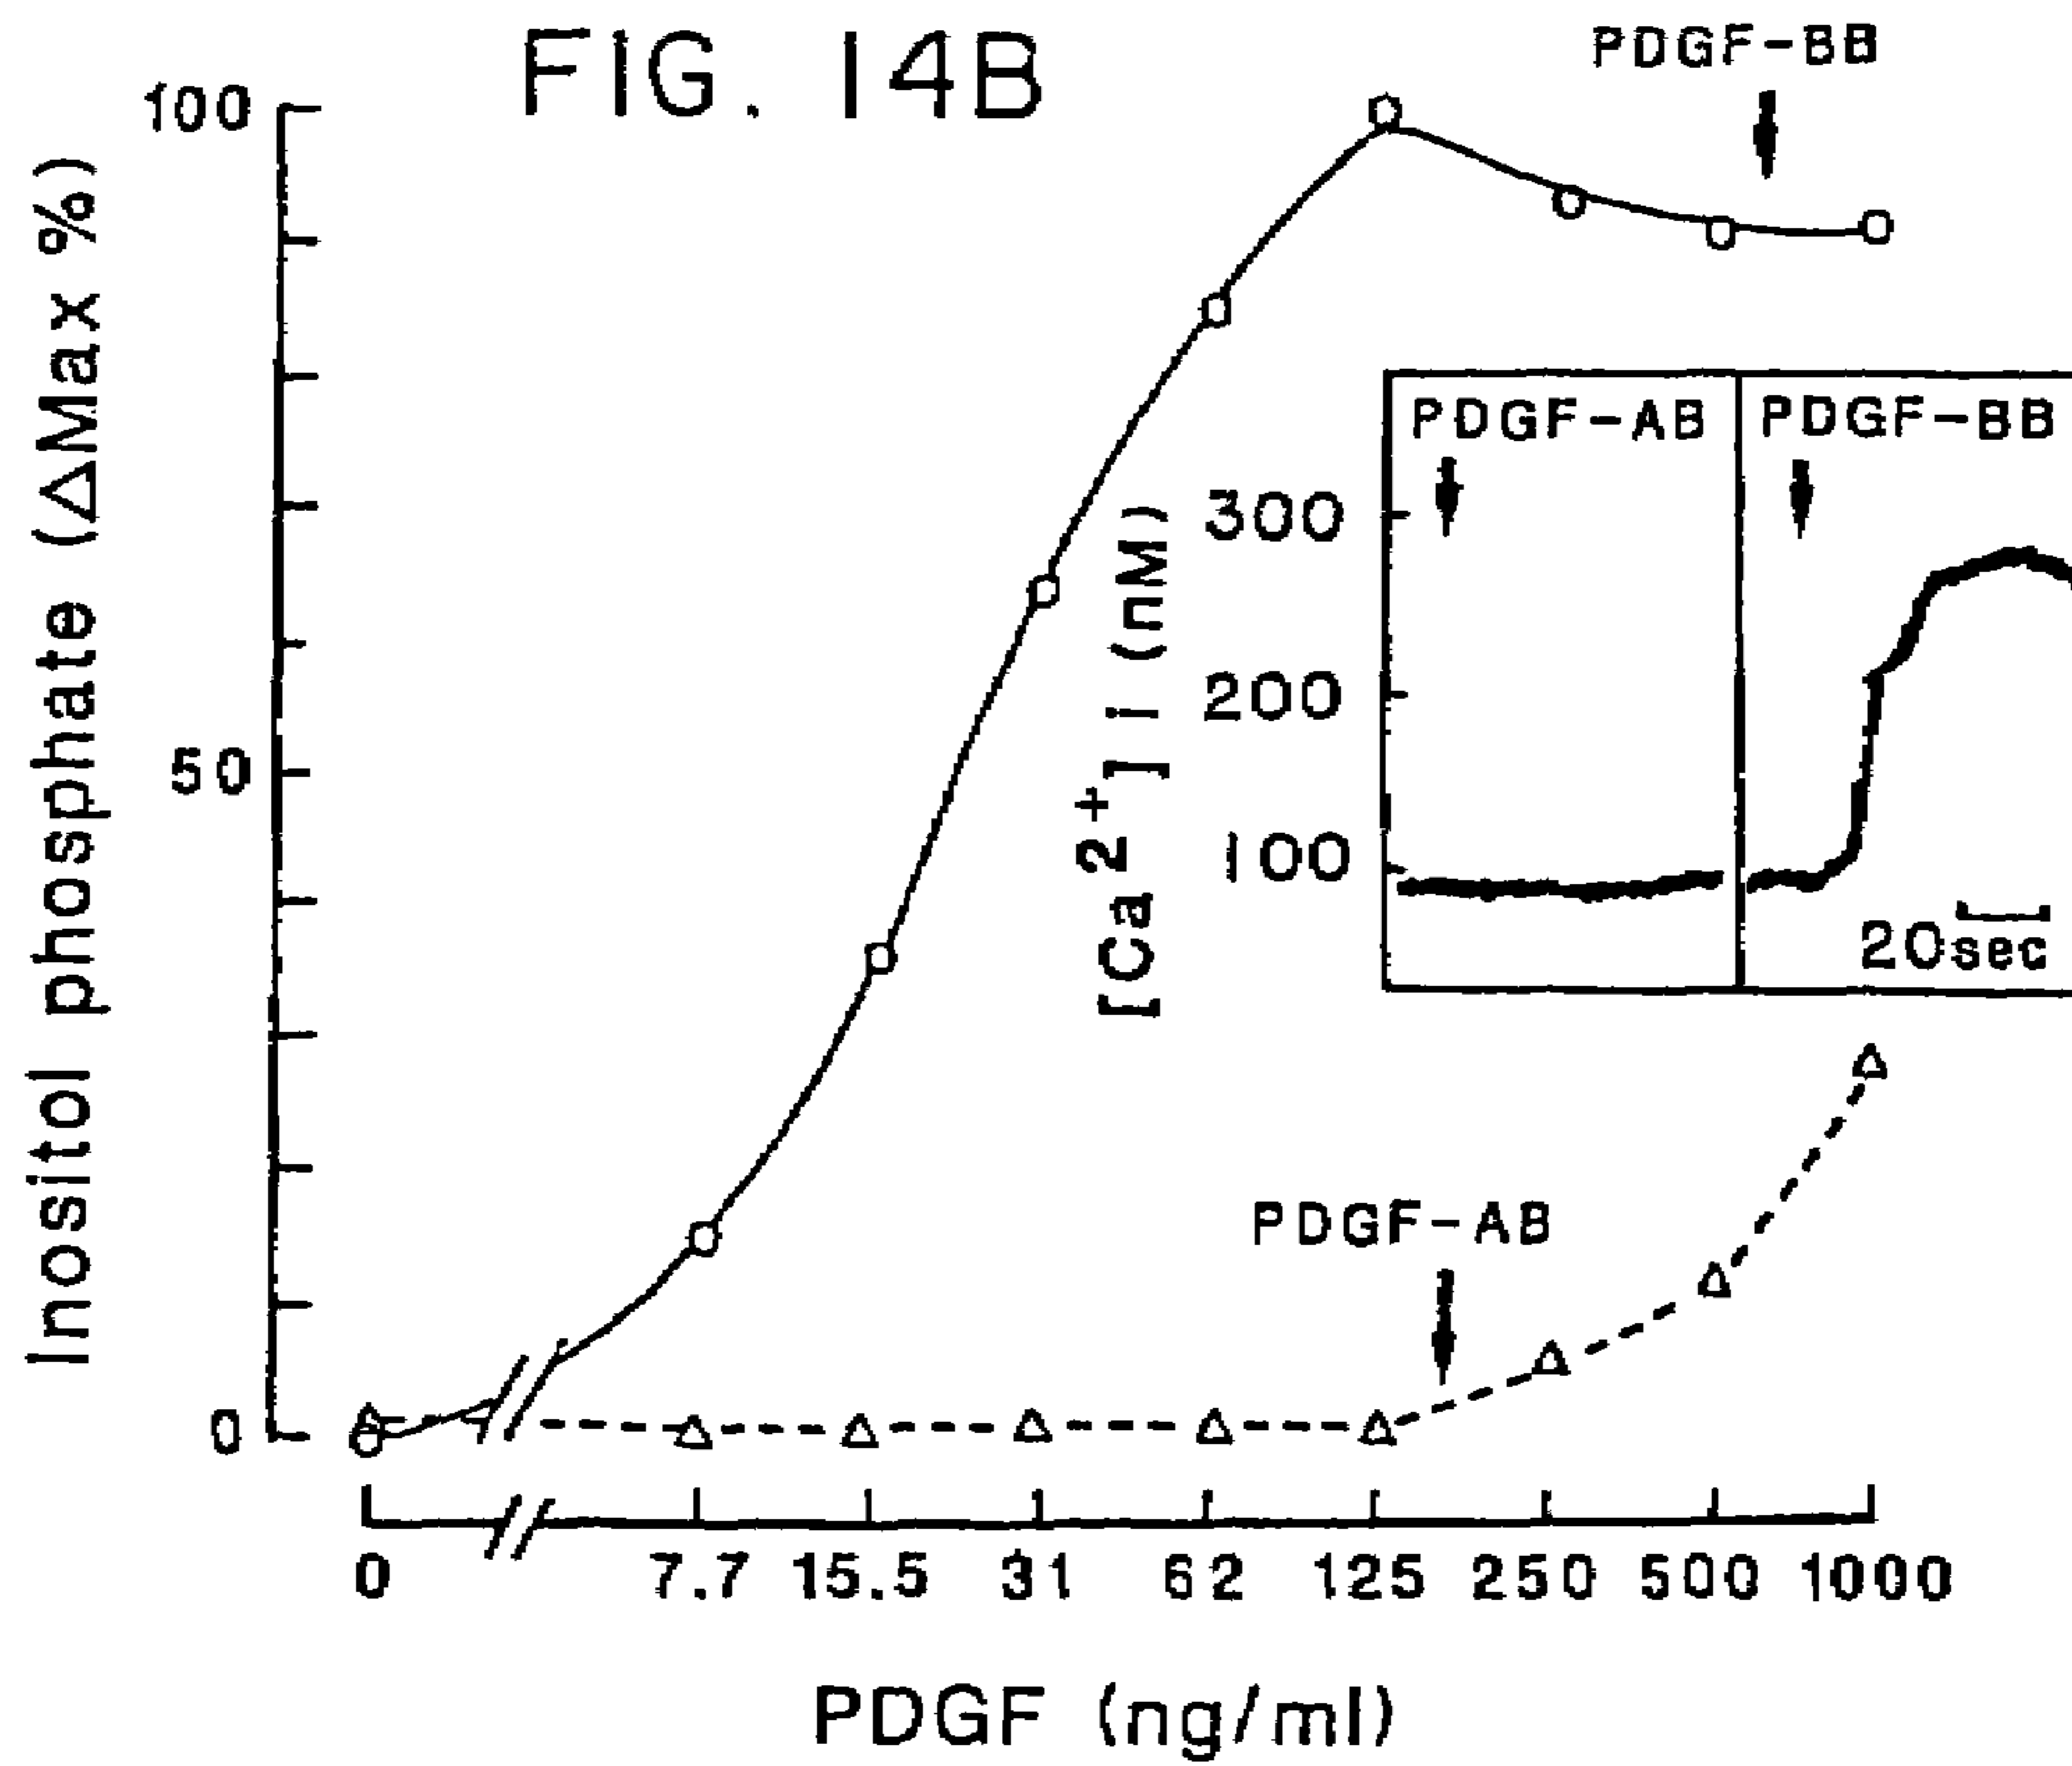 FIG. 14B
PDGF-BB
100
50
0
Inositol phosphate (ΔMax %)
PDGF-AB
PDGF-BB
300
200
100
[Ca2+] i (nM)
20sec
PDGF-AB
0 7.7 15.5 31 62 125 250 500 1000
PDGF (ng/ml)